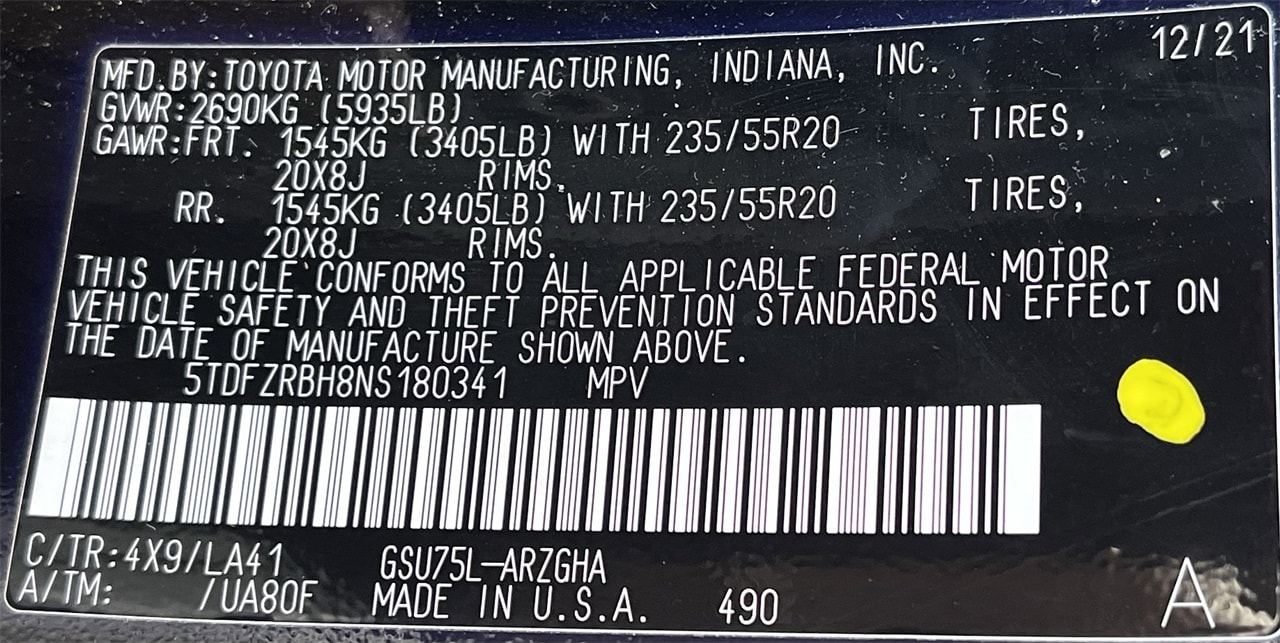 12/21
MFD.BY:TOYOTA MOTOR MANUFACTURING, INDIANA, INC.
GVWR:2690KG (5935LB)
GAWR:FRT. 1545KG (3405LB) WITH 235/55R20 TIRES,
20X8J RIMS.
RR. 1545KG (3405LB) WITH 235/55R20 TIRES,
20X8J RIMS.
THIS VEHICLE CONFORMS TO ALL APPLICABLE FEDERAL MOTOR
VEHICLE SAFETY AND THEFT PREVENTION STANDARDS IN EFFECT ON
THE DATE OF MANUFACTURE SHOWN ABOVE.
5TDFZRBH8NS180341 MPV
C/TR:4X9/LA41 GSU75L-ARZGHA
A/TM: /UA80F MADE IN U.S.A. 490 A